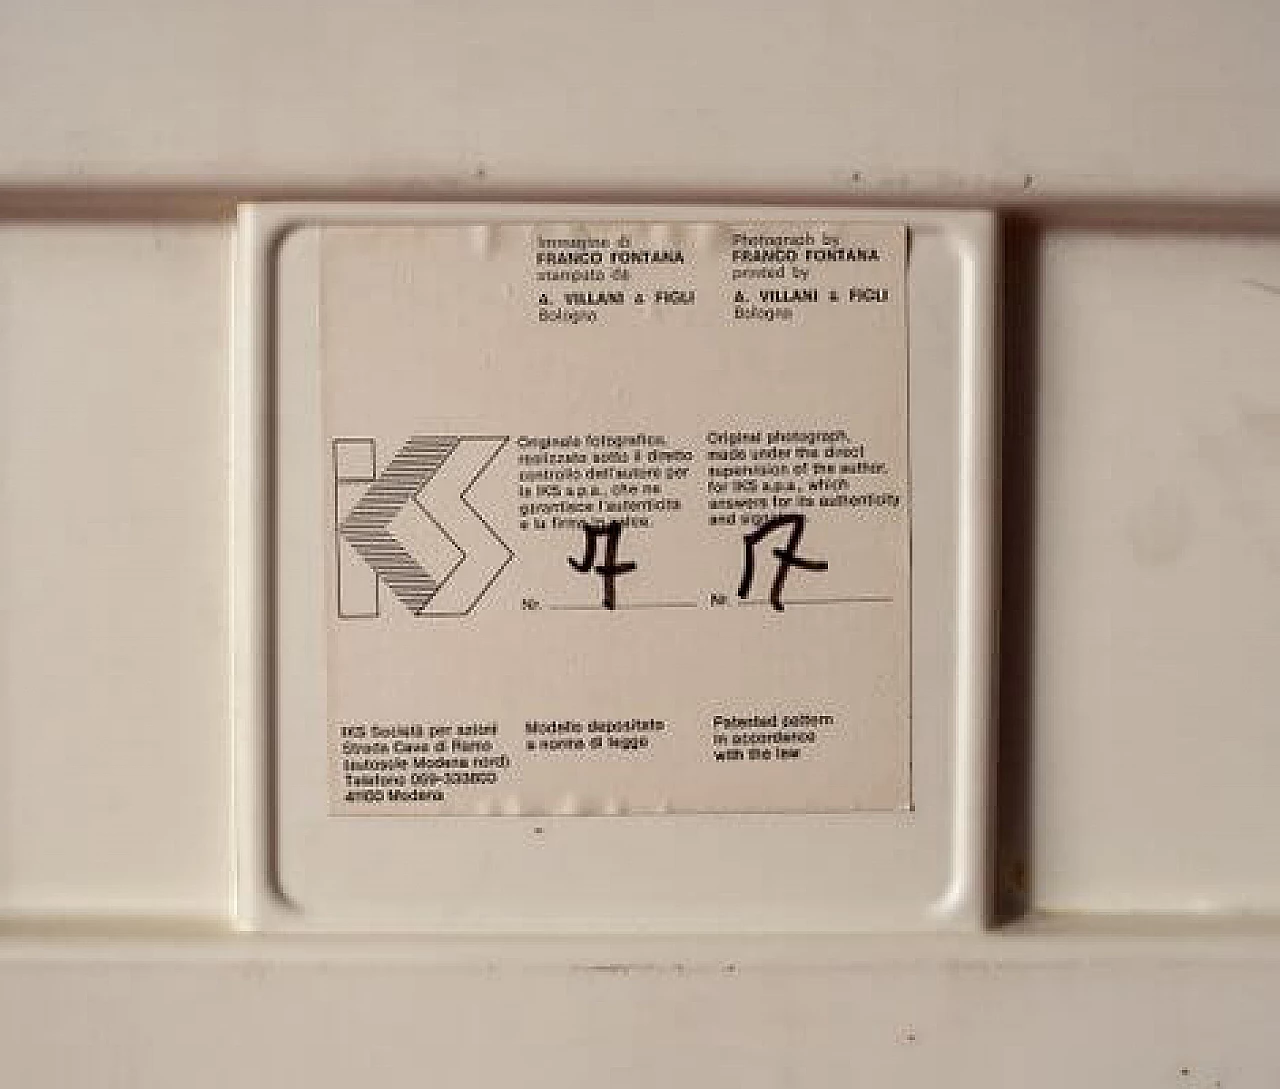 Immagine di
FRANCO FONTANA
stampata da
A. VILLANI & FIGLI
Bologna
Photograph by
FRANCO FONTANA
printed by
A. VILLANI & FIGLI
Bologna
iKS
Originale fotografico,
realizzato sotto il diretto
controllo dell'autore per
la IKS s.p.a., che ne
garantisce l'autenticità
e la firma
Nr.
Original photograph,
made under the direct
supervision of the author,
for IKS s.p.a., which
answers for its authenticity
and
Nr. 17
IKS Società per azioni
Strada Cave di Ramo
(autosole Modena nord)
Telefono
41100 Modena
Modello depositato
a norma di legge
Patented pattern
in accordance
with the law